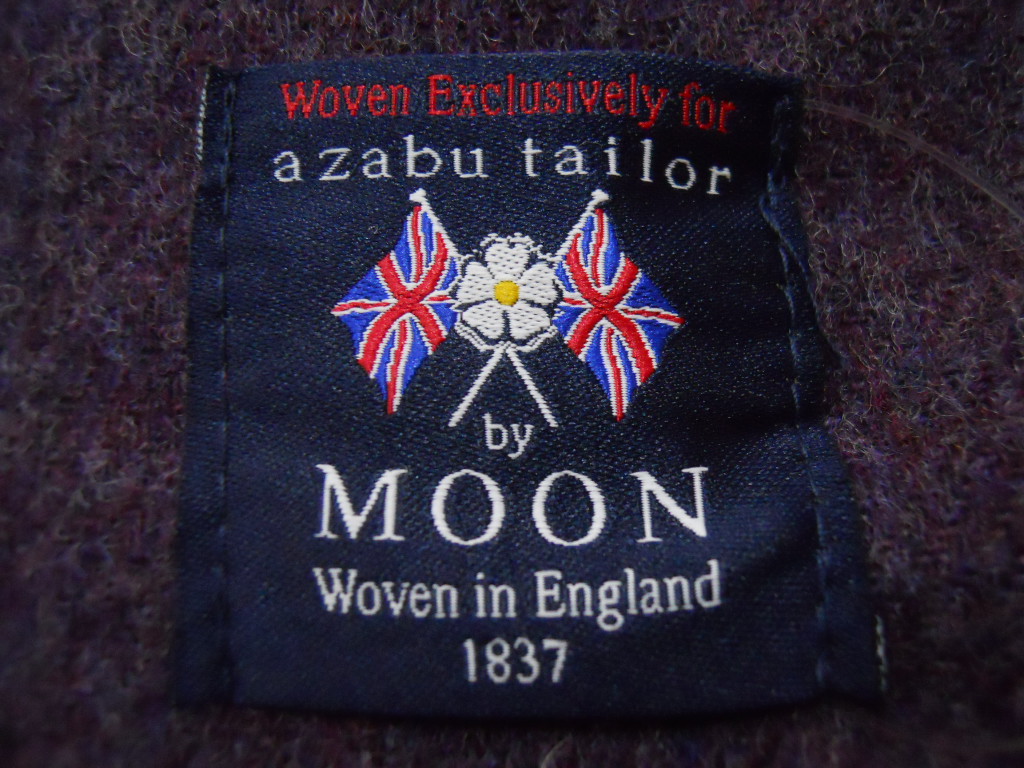 Woven Exclusively for
azabu tailor
by
MOON
Woven in England
1837